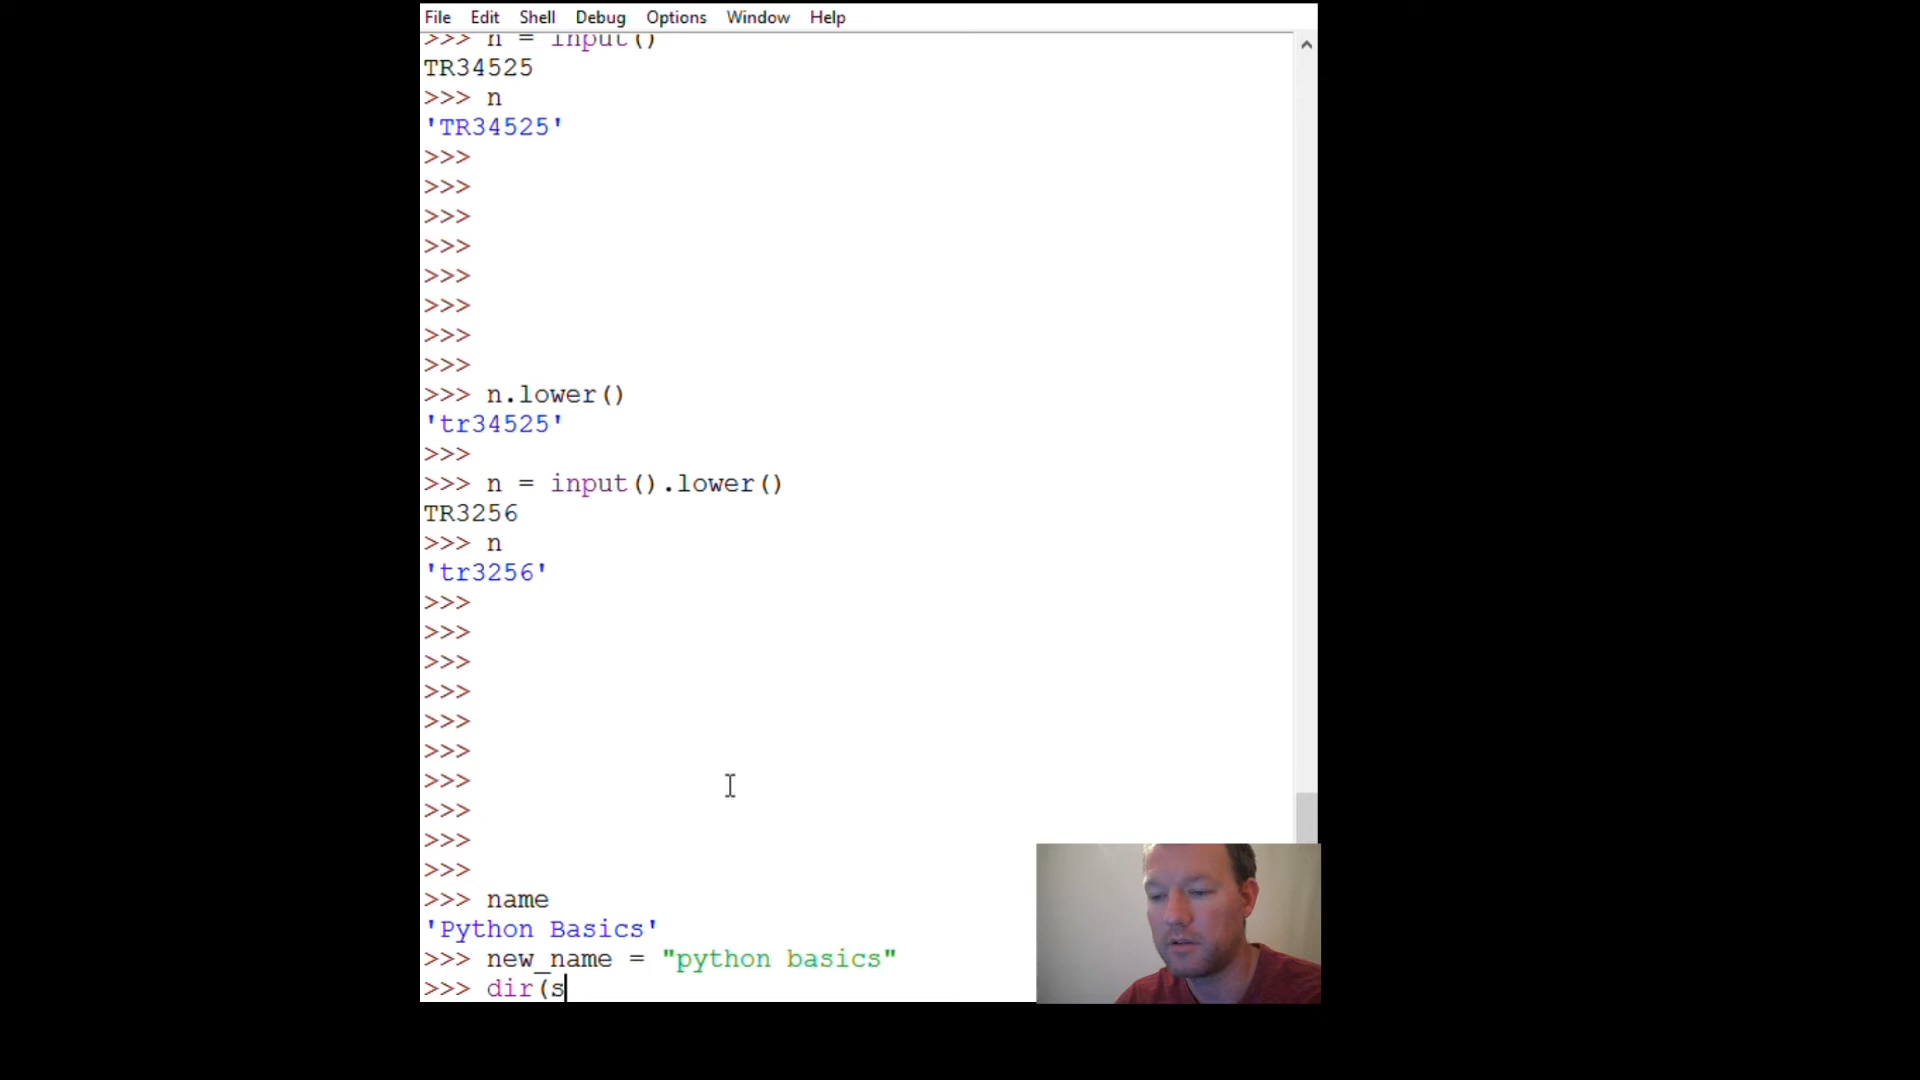 File Edit Shell Debug Options Window Help
>>> n = input()
TR34525
>>> n
'TR34525'
>>>
>>>
>>>
>>>
>>>
>>>
>>>
>>>
>>> n.lower()
'tr34525'
>>>
>>> n = input().lower()
TR3256
>>> n
'tr3256'
>>>
>>>
>>>
>>>
>>>
>>>
>>>
>>>
>>>
>>>
>>> name
'Python Basics'
>>> new_name = "python basics"
>>> dir(s